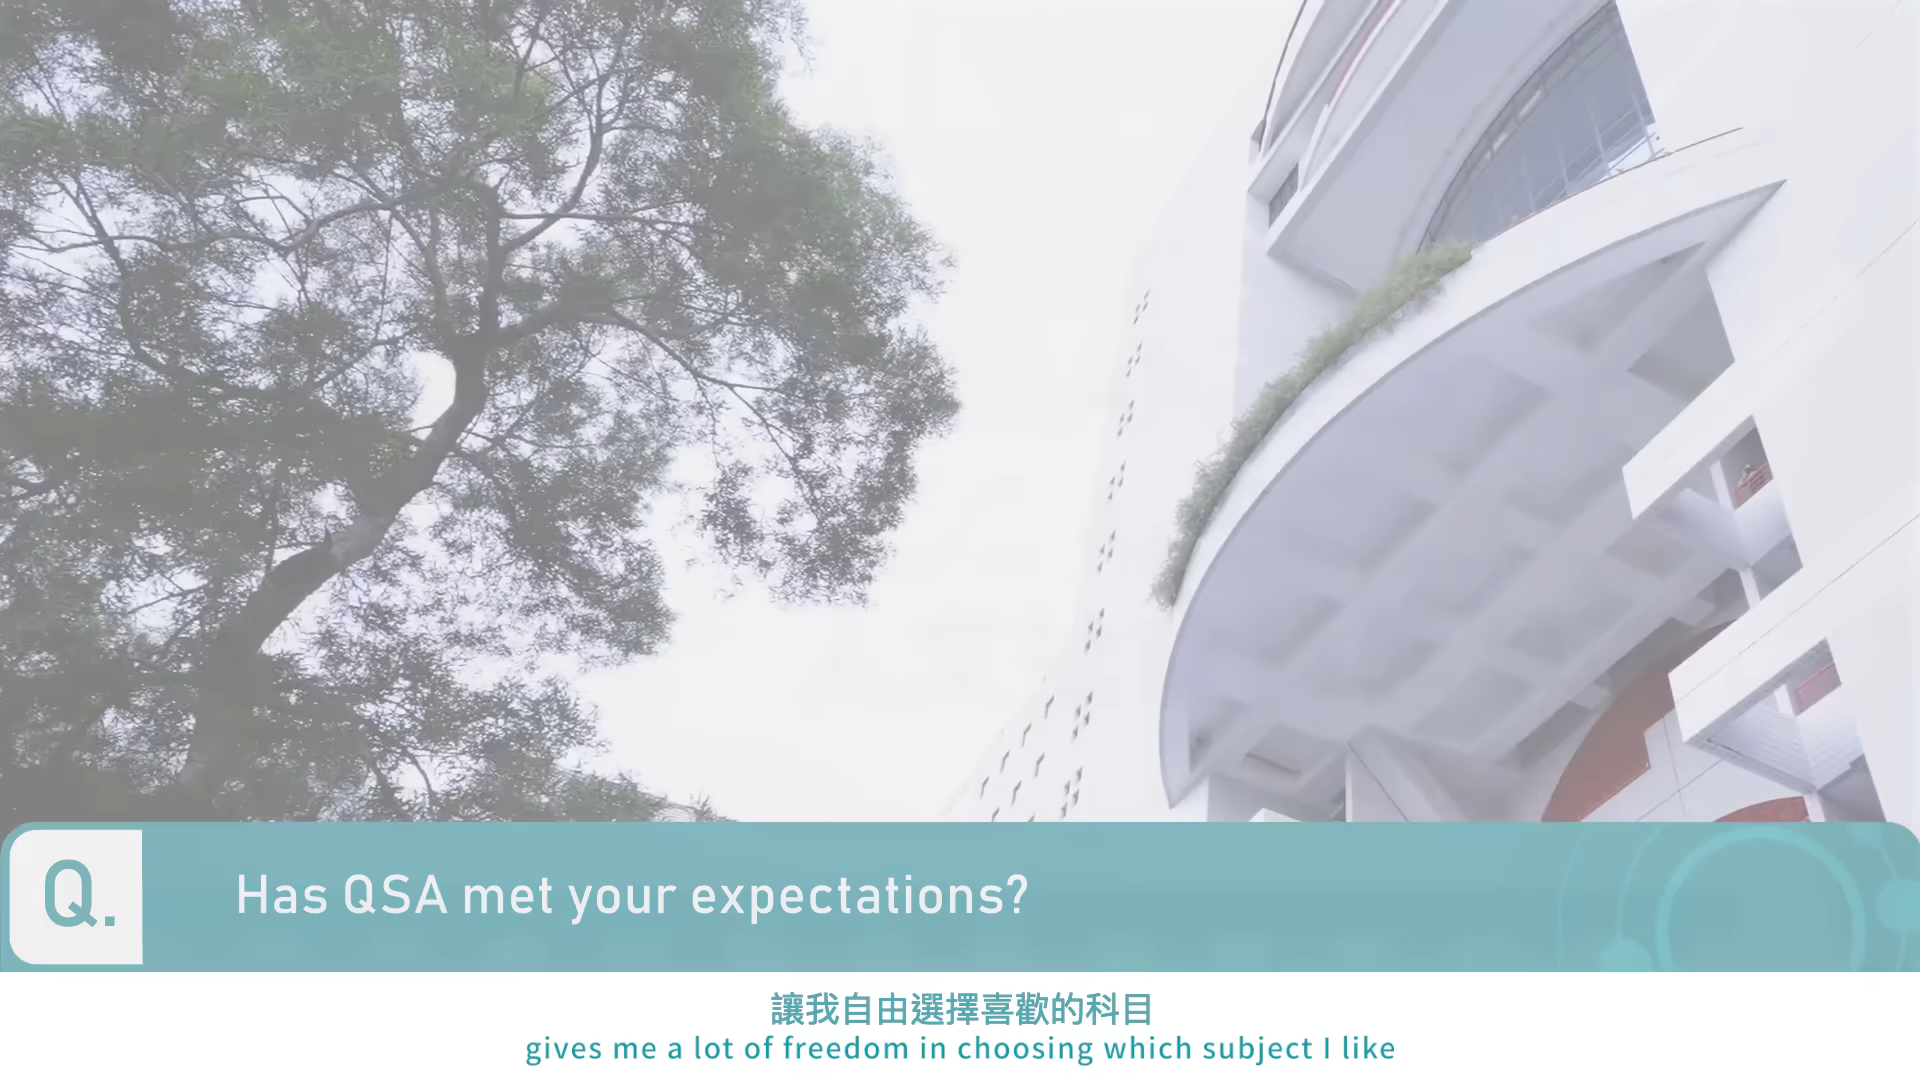 Q.
Has QSA met your expectations?
讓我自由選擇喜歡的科目
gives me a lot of freedom in choosing which subject I like